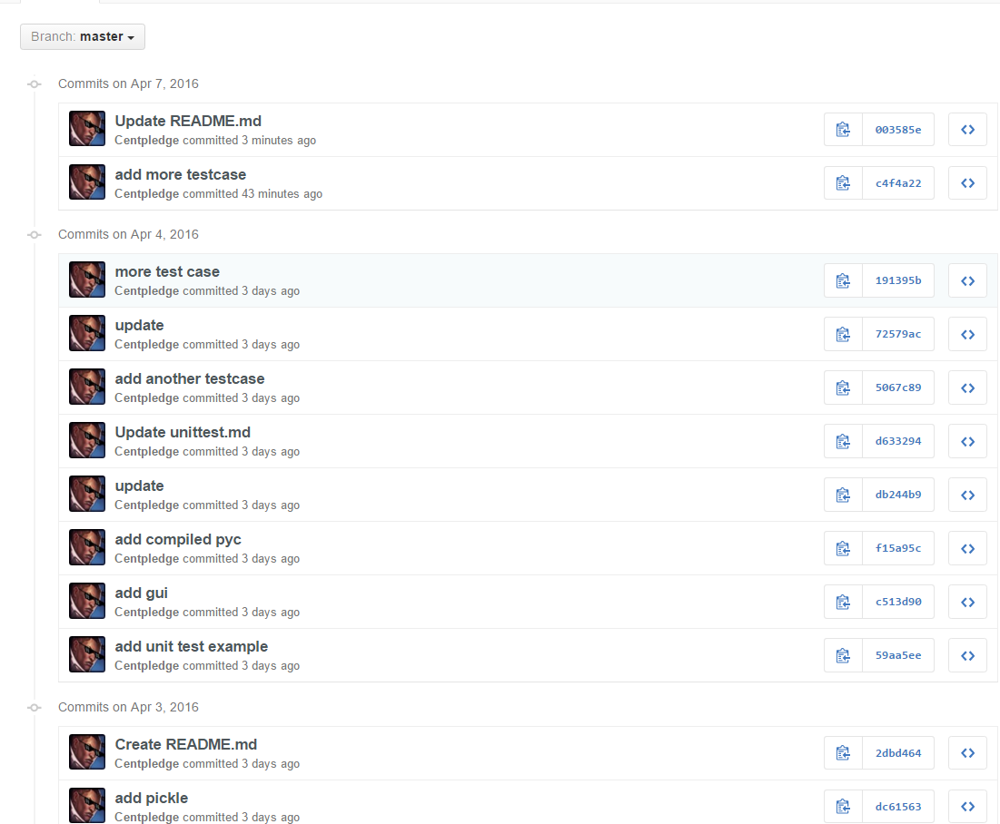 Branch: master
Commits on Apr 7, 2016
Update README.md
Centpledge committed 3 minutes ago
003585e
add more testcase
Centpledge committed 43 minutes ago
c4f4a22
Commits on Apr 4, 2016
more test case
Centpledge committed 3 days ago
191395b
update
Centpledge committed 3 days ago
72579ac
add another testcase
Centpledge committed 3 days ago
5067c89
Update unittest.md
Centpledge committed 3 days ago
d633294
update
Centpledge committed 3 days ago
db244b9
add compiled pyc
Centpledge committed 3 days ago
f15a95c
add gui
Centpledge committed 3 days ago
c513d90
add unit test example
Centpledge committed 3 days ago
59aa5ee
Commits on Apr 3, 2016
Create README.md
Centpledge committed 3 days ago
2dbd464
add pickle
Centpledge committed 3 days ago
dc61563